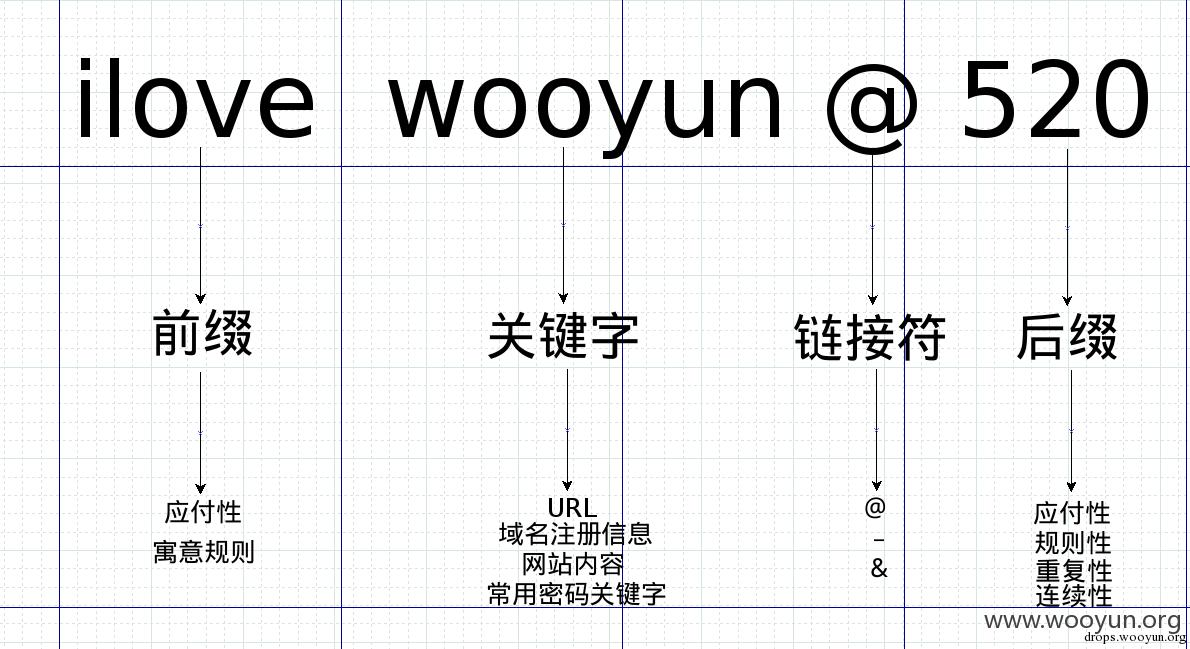 ilove wooyun @ 520
前缀 关键字 链接符 后缀
应付性
寓意规则
URL
域名注册信息
网站内容
常用密码关键字
@
–
&
应付性
规则性
重复性
连续性
www.wooyun.org
drops.wooyun.org